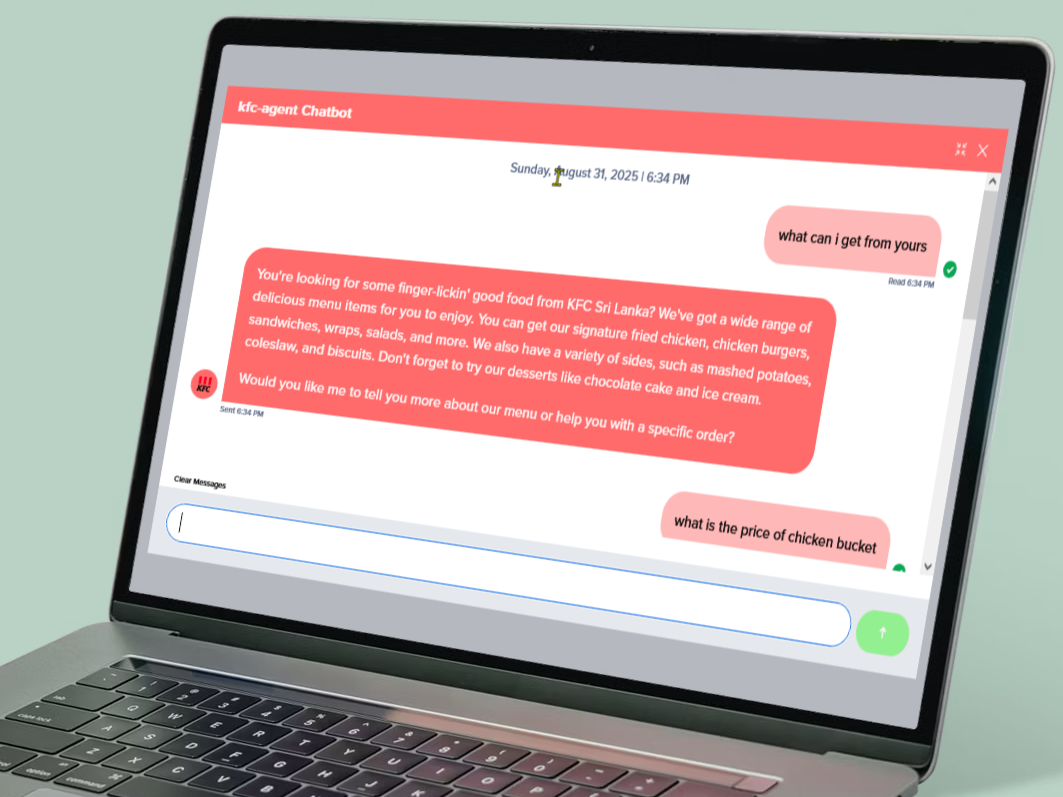 kfc-agent Chatbot
Sunday, August 31, 2025 | 6:34 PM
what can i get from yours
Read 6:34 PM
You're looking for some finger-lickin' good food from KFC Sri Lanka? We've got a wide range of
delicious menu items for you to enjoy. You can get our signature fried chicken, chicken burgers,
sandwiches, wraps, salads, and more. We also have a variety of sides, such as mashed potatoes,
coleslaw, and biscuits. Don't forget to try our desserts like chocolate cake and ice cream.
Would you like me to tell you more about our menu or help you with a specific order?
KFC
Sent 6:34 PM
what is the price of chicken bucket
Clear Messages
tab Q W E R T Y U I O P
caps lock A S D F G H J K L
Z X C V B
option command